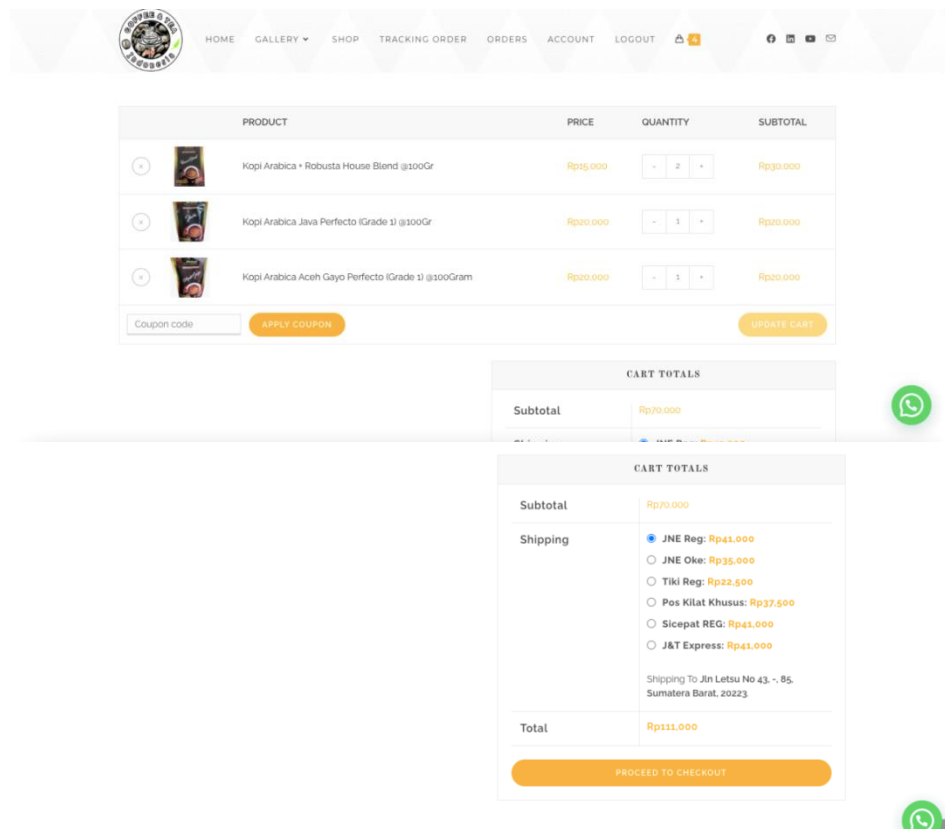 COFFEE & TEA
Indonesia
HOME GALLERY SHOP TRACKING ORDER ORDERS ACCOUNT LOGOUT 4
PRODUCT PRICE QUANTITY SUBTOTAL
× Kopi Arabica + Robusta House Blend @100Gr Rp15,000 - 2 + Rp30,000
× Kopi Arabica Java Perfecto (Grade 1) @100Gr Rp20,000 - 1 + Rp20,000
× Kopi Arabica Aceh Gayo Perfecto (Grade 1) @100Gram Rp20,000 - 1 + Rp20,000
Coupon code APPLY COUPON UPDATE CART
CART TOTALS
Subtotal Rp70,000
CART TOTALS
Subtotal Rp70,000
Shipping JNE Reg: Rp41,000
JNE Oke: Rp35,000
Tiki Reg: Rp22,500
Pos Kilat Khusus: Rp37,500
Sicepat REG: Rp41,000
J&T Express: Rp41,000
Shipping To Jln Letsu No 43, -, 85,
Sumatera Barat, 20223.
Total Rp111,000
PROCEED TO CHECKOUT